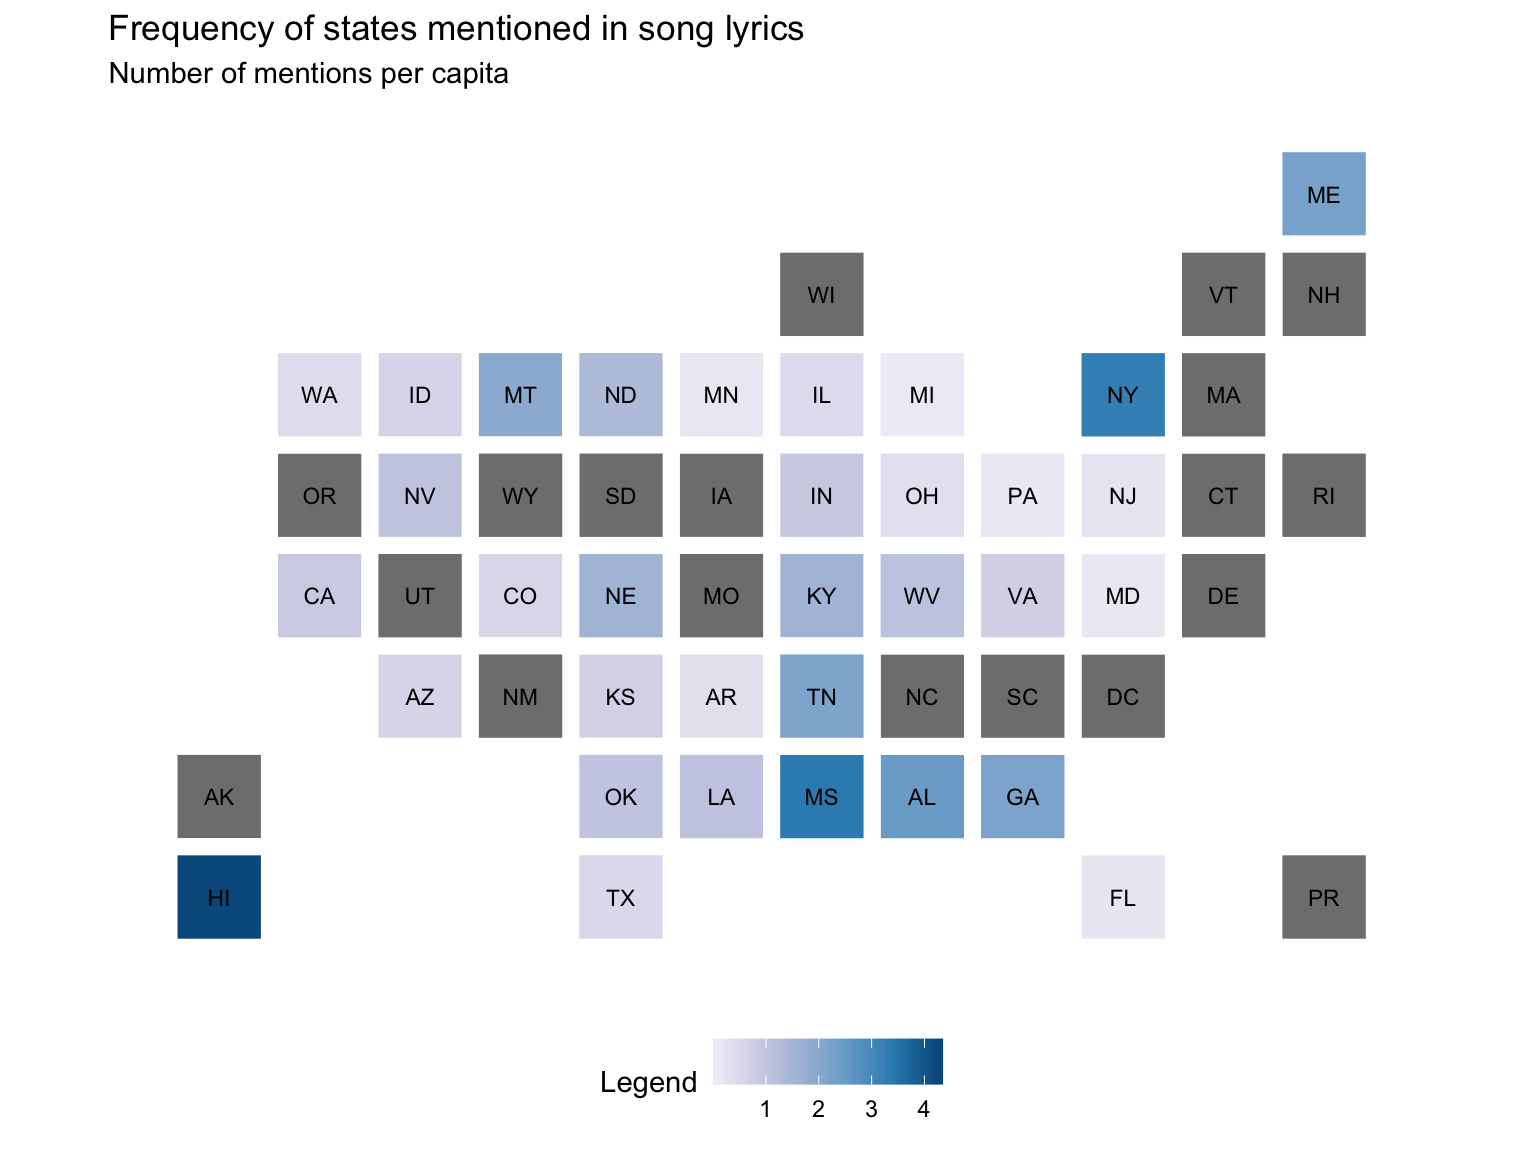 Frequency of states mentioned in song lyrics
Number of mentions per capita
ME
WI VT NH
WA ID MT ND MN IL MI NY MA
OR NV WY SD IA IN OH PA NJ CT RI
CA UT CO NE MO KY WV VA MD DE
AZ NM KS AR TN NC SC DC
AK OK LA MS AL GA
HI TX FL PR
Legend
1 2 3 4